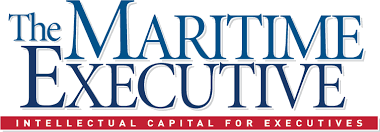 The MARITIME
EXECUTIVE
INTELLECTUAL CAPITAL FOR EXECUTIVES